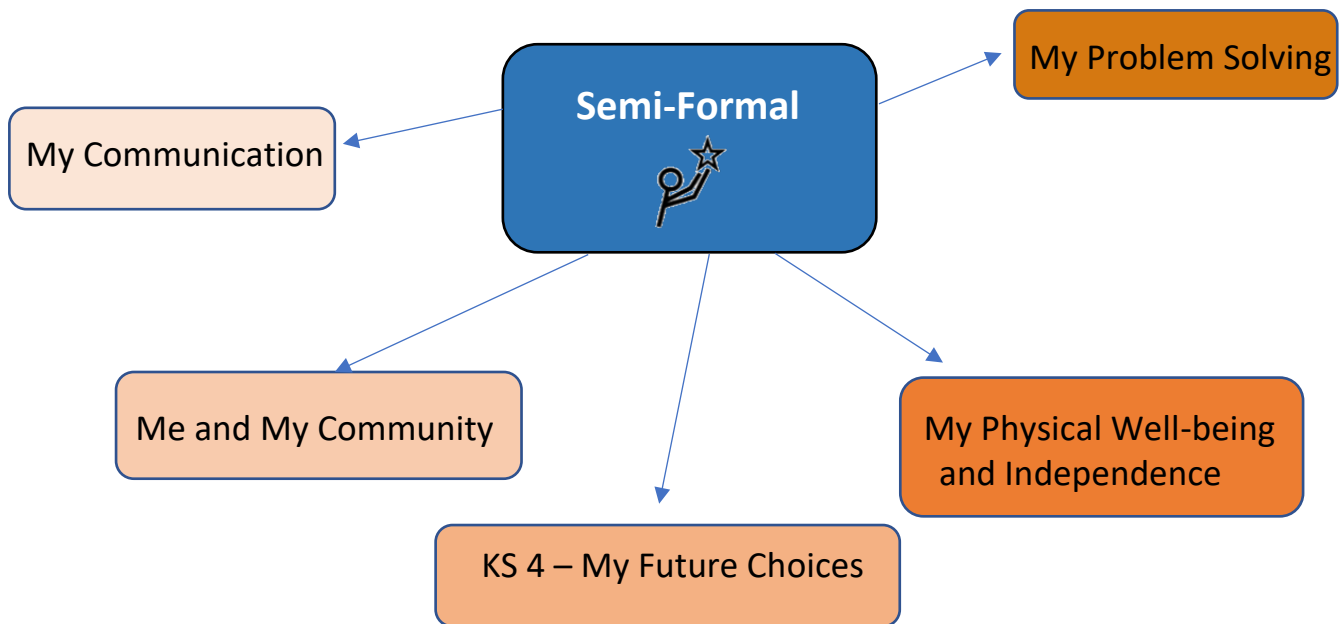 Semi-Formal
My Problem Solving
My Communication
Me and My Community
My Physical Well-being
and Independence
KS 4 – My Future Choices